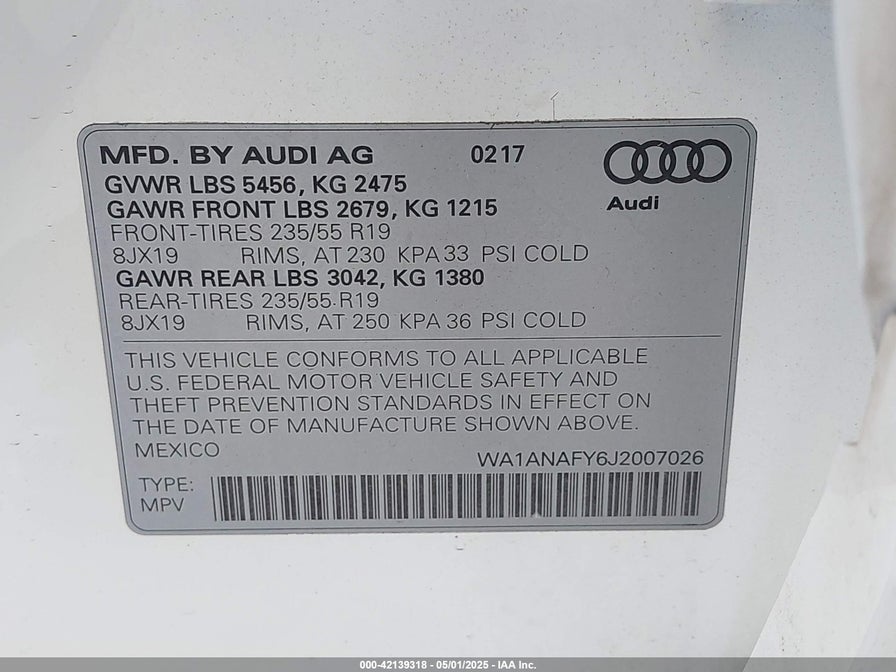 MFD. BY AUDI AG 0217
Audi
GVWR LBS 5456, KG 2475
GAWR FRONT LBS 2679, KG 1215
FRONT-TIRES 235/55 R19
8JX19 RIMS, AT 230 KPA 33 PSI COLD
GAWR REAR LBS 3042, KG 1380
REAR-TIRES 235/55 R19
8JX19 RIMS, AT 250 KPA 36 PSI COLD
THIS VEHICLE CONFORMS TO ALL APPLICABLE
U.S. FEDERAL MOTOR VEHICLE SAFETY AND
THEFT PREVENTION STANDARDS IN EFFECT ON
THE DATE OF MANUFACTURE SHOWN ABOVE.
MEXICO
WA1ANAFY6J2007026
TYPE:
MPV
000-42139318 - 05/01/2025 - IAA Inc.